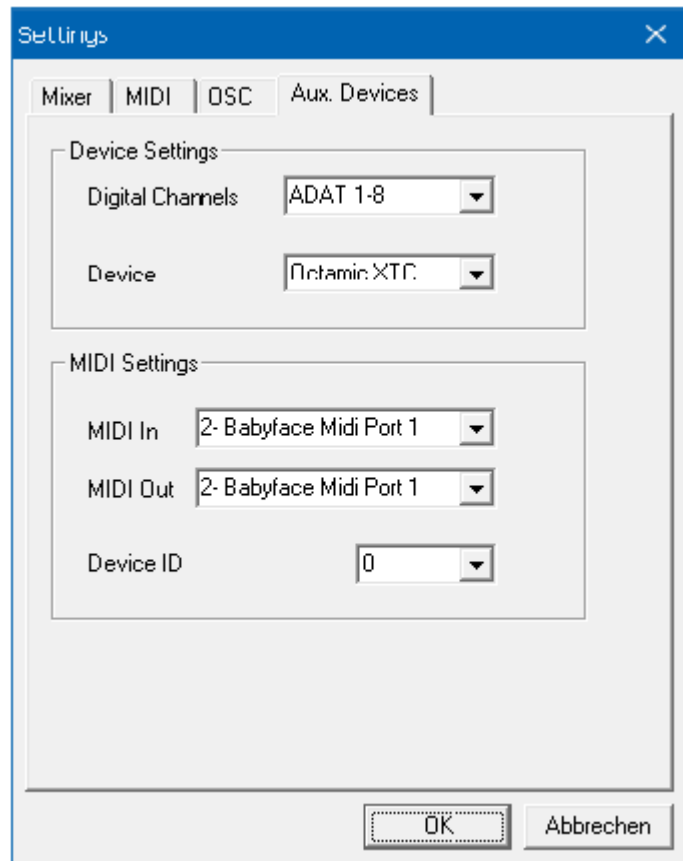 Settings
Mixer MIDI OSC Aux. Devices
Device Settings
Digital Channels ADAT 1-8
Device Octamic XTC
MIDI Settings
MIDI In 2- Babyface Midi Port 1
MIDI Out 2- Babyface Midi Port 1
Device ID 0
OK Abbrechen